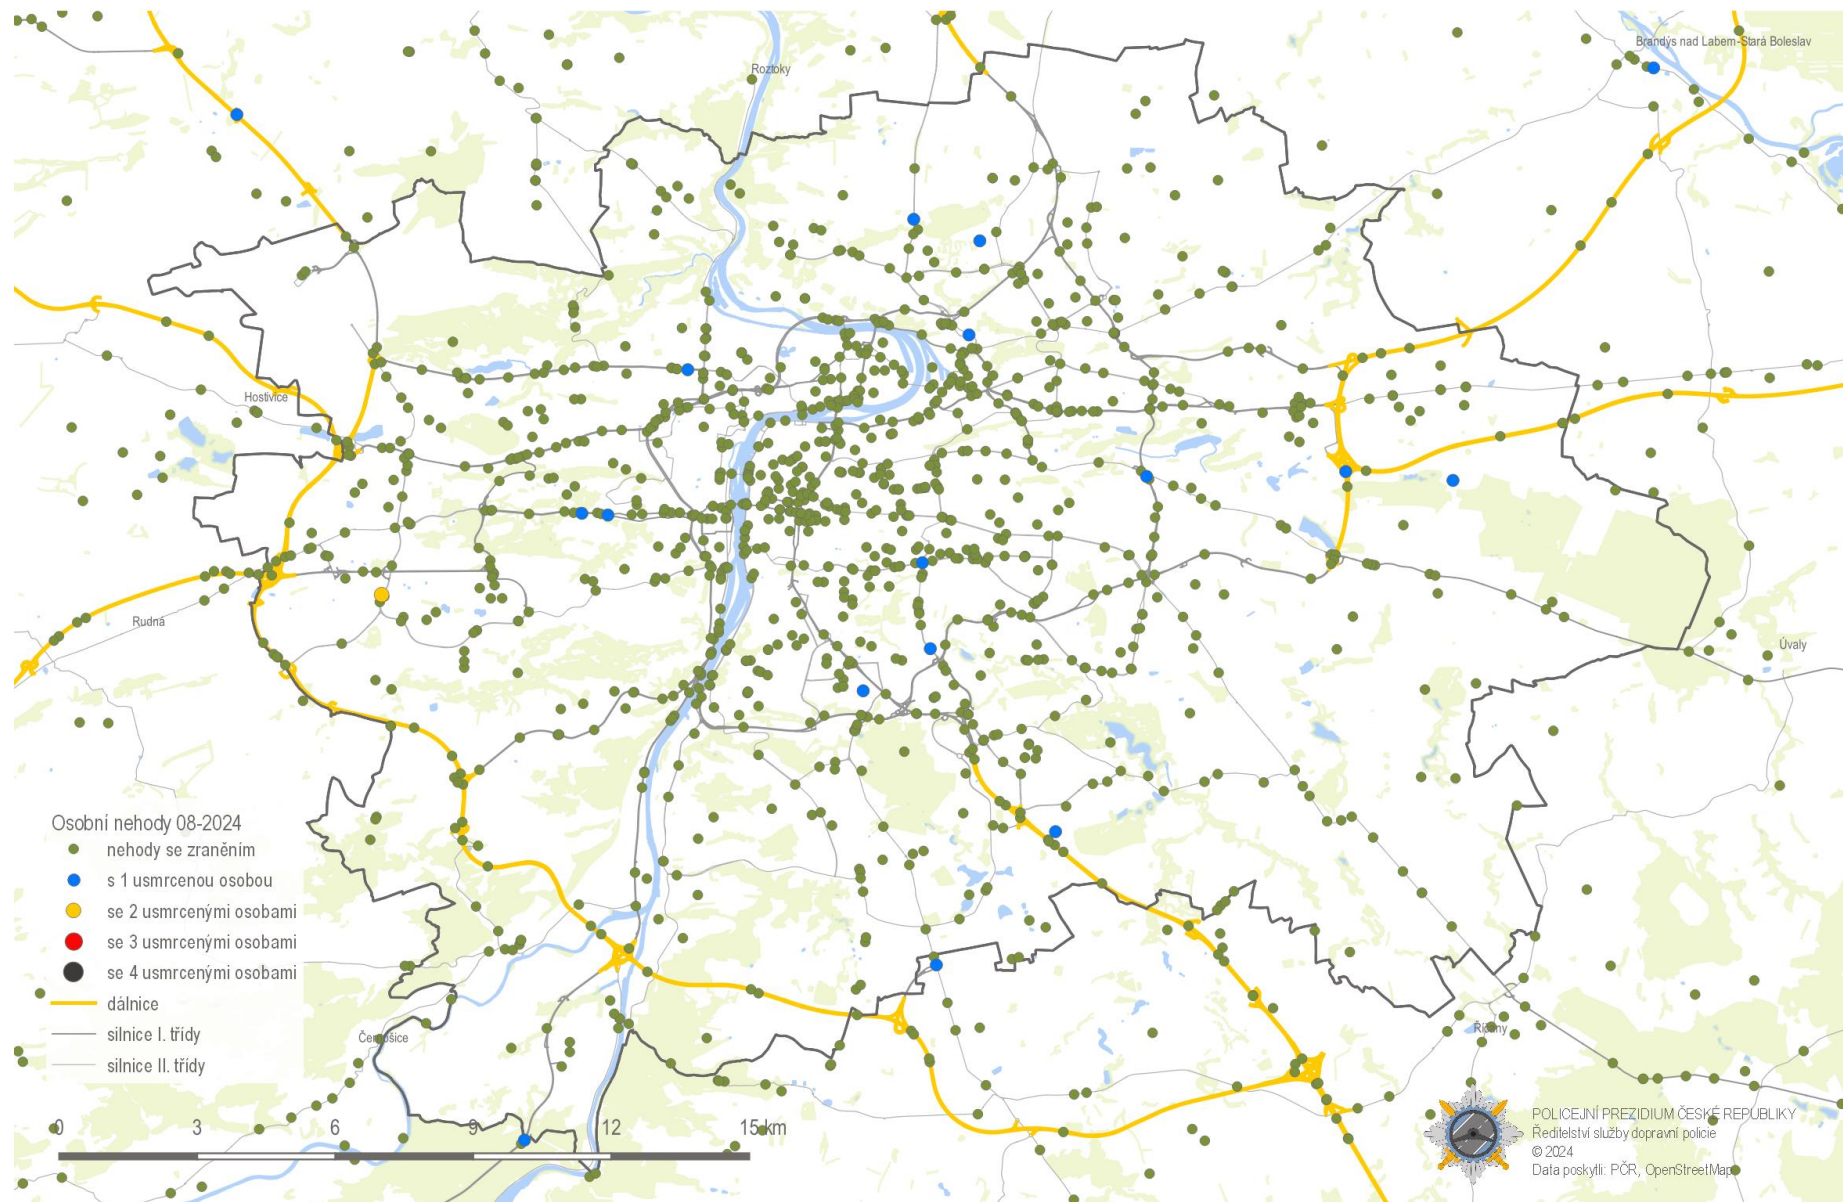 Brandýs nad Labem-Stará Boleslav
Roztoky
Hostivice
Rudná
Úvaly
Osobní nehody 08-2024
nehody se zraněním
s 1 usmrcenou osobou
se 2 usmrcenými osobami
se 3 usmrcenými osobami
se 4 usmrcenými osobami
dálnice
silnice I. třídy
silnice II. třídy
Černošice
Říčany
0 3 6 9 12 15 km
POLICEJNÍ PREZIDIUM ČESKÉ REPUBLIKY
Ředitelství služby dopravní policie
© 2024
Data poskytli: PČR, OpenStreetMap